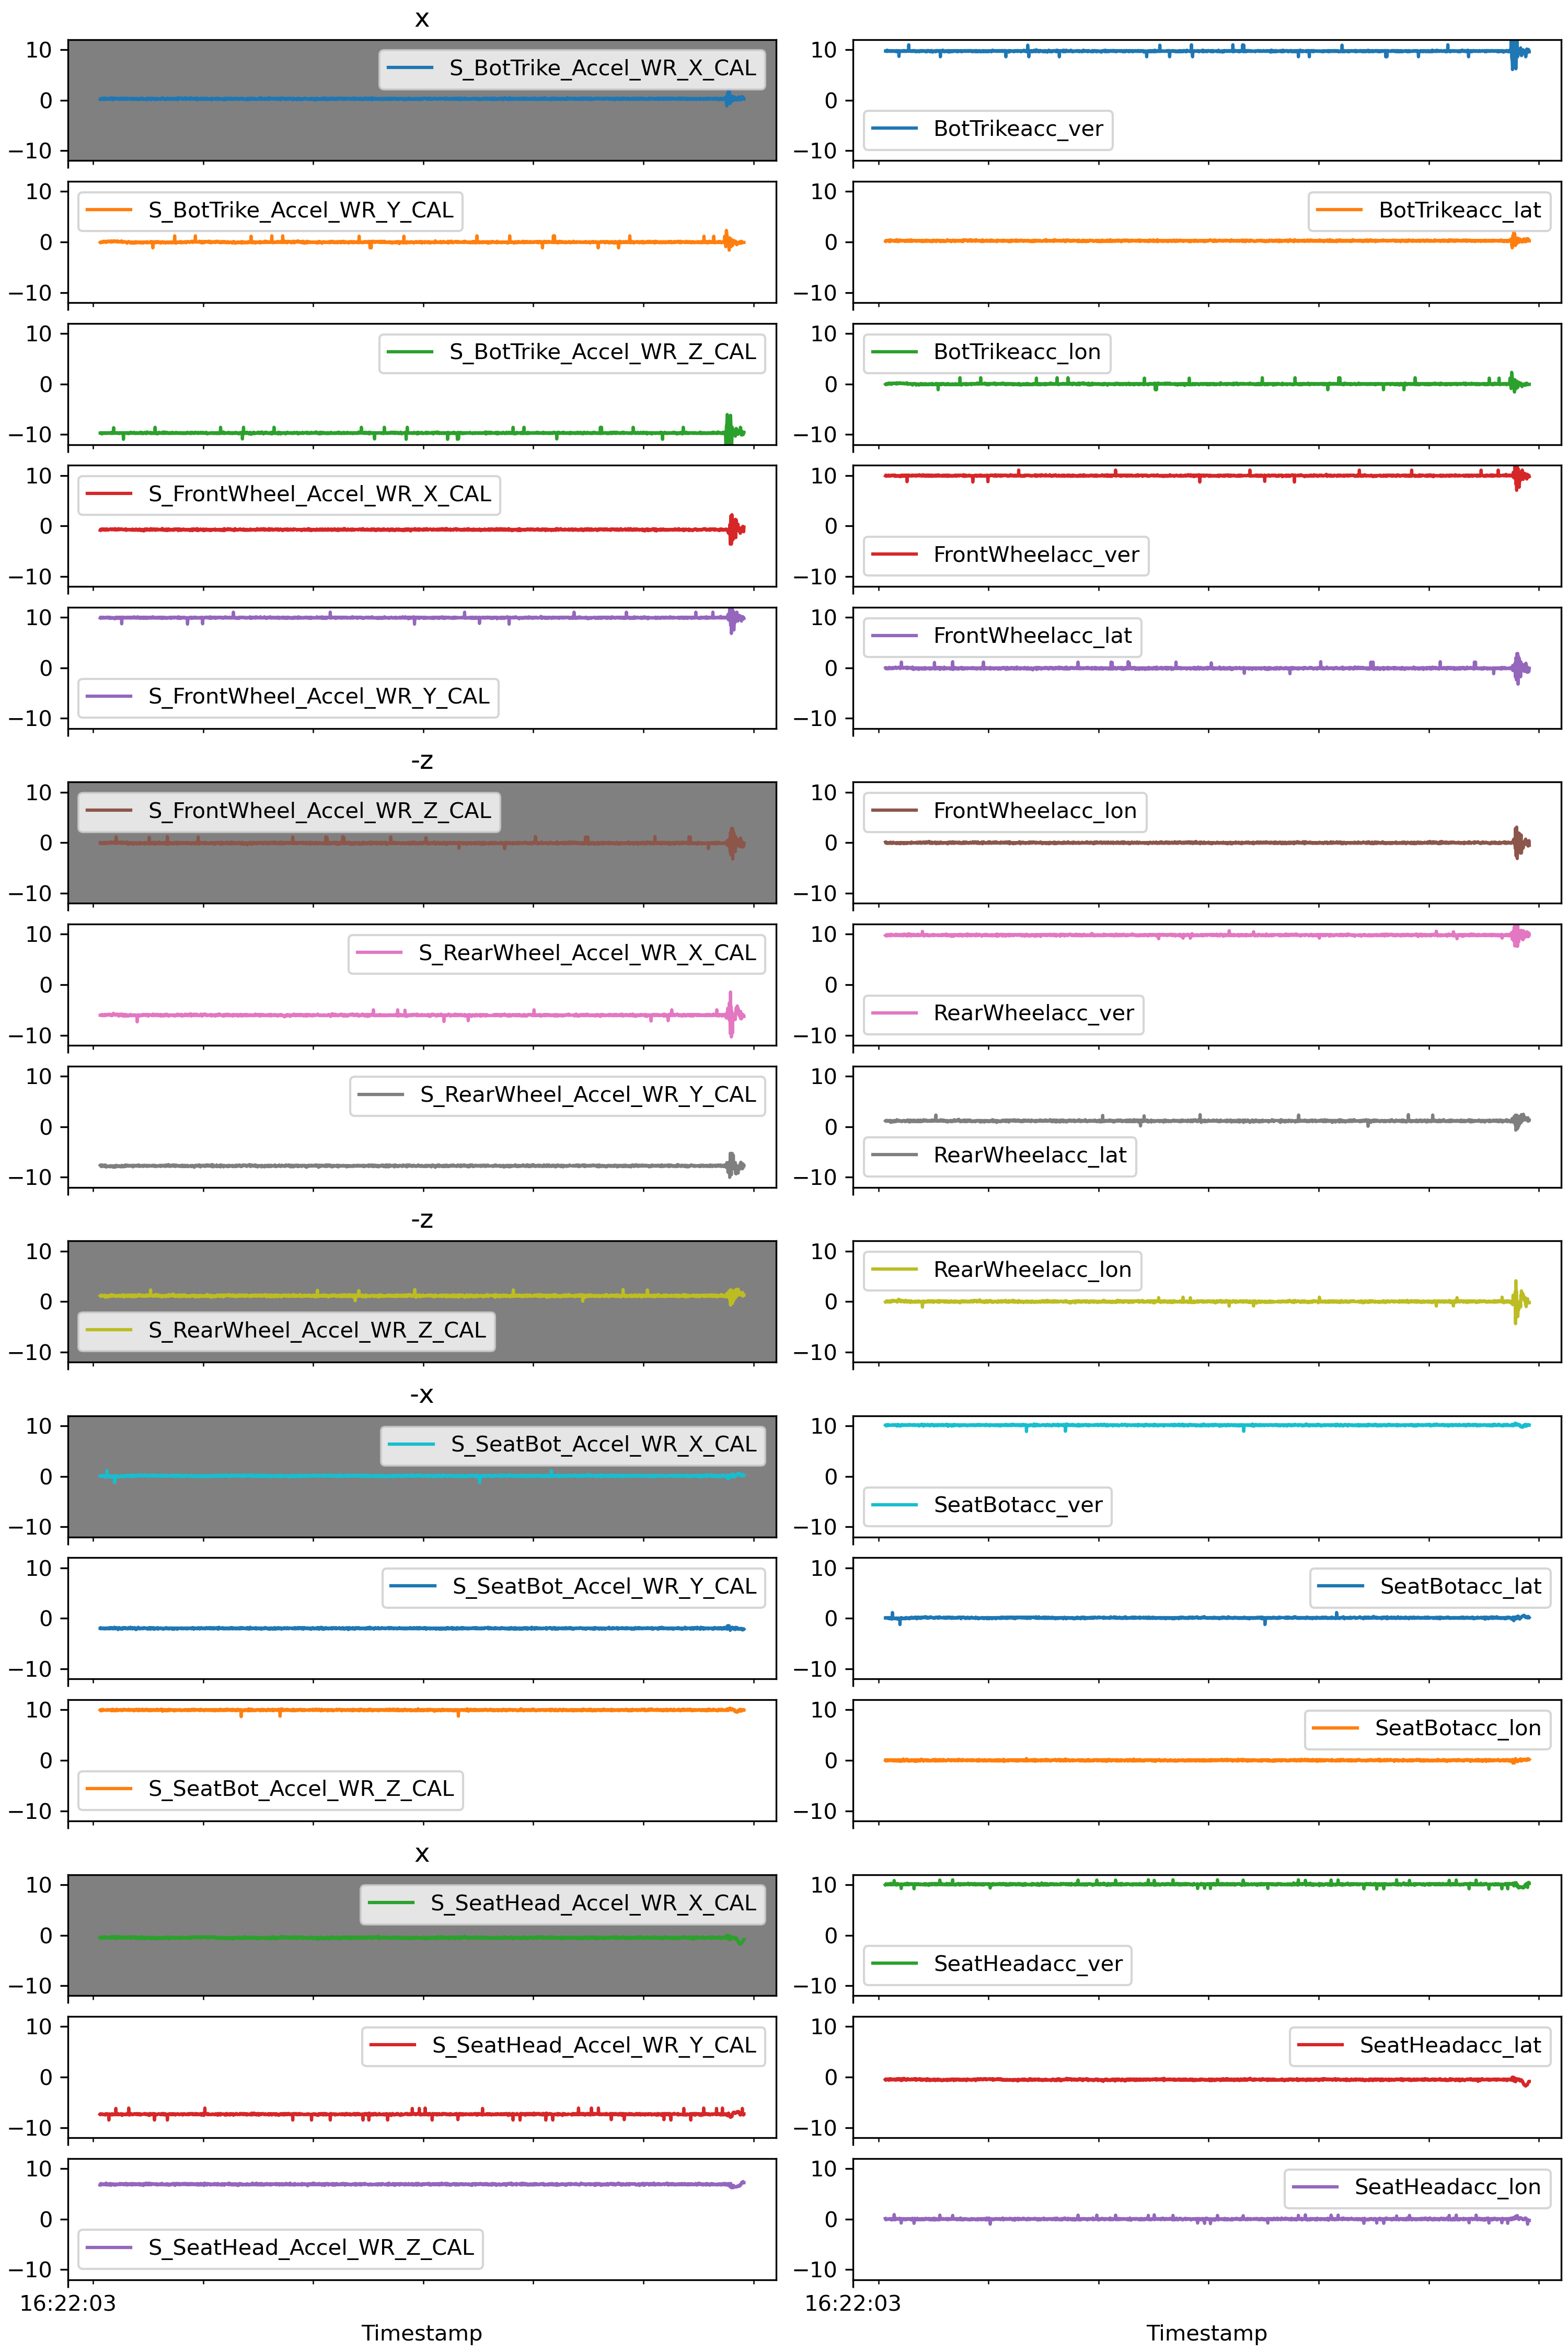 x
10
0
−10
S_BotTrike_Accel_WR_X_CAL
10
0
−10
BotTrikeacc_ver
10
0
−10
S_BotTrike_Accel_WR_Y_CAL
10
0
−10
BotTrikeacc_lat
10
0
−10
S_BotTrike_Accel_WR_Z_CAL
10
0
−10
BotTrikeacc_lon
10
0
−10
S_FrontWheel_Accel_WR_X_CAL
10
0
−10
FrontWheelacc_ver
10
0
−10
S_FrontWheel_Accel_WR_Y_CAL
10
0
−10
FrontWheelacc_lat
-z
10
0
−10
S_FrontWheel_Accel_WR_Z_CAL
10
0
−10
FrontWheelacc_lon
10
0
−10
S_RearWheel_Accel_WR_X_CAL
10
0
−10
RearWheelacc_ver
10
0
−10
S_RearWheel_Accel_WR_Y_CAL
10
0
−10
RearWheelacc_lat
-z
10
0
−10
S_RearWheel_Accel_WR_Z_CAL
10
0
−10
RearWheelacc_lon
-x
10
0
−10
S_SeatBot_Accel_WR_X_CAL
10
0
−10
SeatBotacc_ver
10
0
−10
S_SeatBot_Accel_WR_Y_CAL
10
0
−10
SeatBotacc_lat
10
0
−10
S_SeatBot_Accel_WR_Z_CAL
10
0
−10
SeatBotacc_lon
x
10
0
−10
S_SeatHead_Accel_WR_X_CAL
10
0
−10
SeatHeadacc_ver
10
0
−10
S_SeatHead_Accel_WR_Y_CAL
10
0
−10
SeatHeadacc_lat
10
0
−10
S_SeatHead_Accel_WR_Z_CAL
10
0
−10
SeatHeadacc_lon
16:22:03
Timestamp
16:22:03
Timestamp